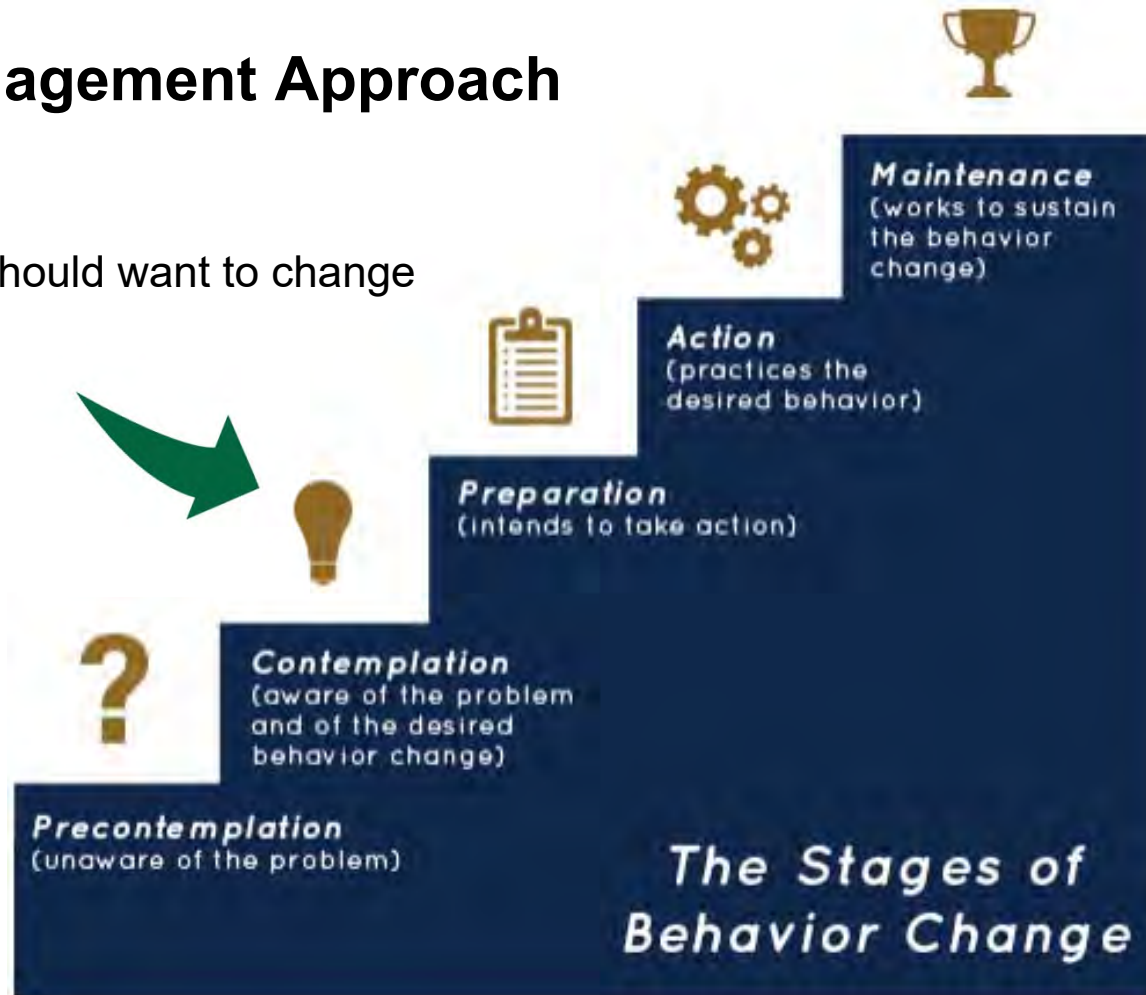 agement Approach
hould want to change
Maintenance
(works to sustain
the behavior
change)
Action
(practices the
desired behavior)
Preparation
(intends to take action)
Contemplation
(aware of the problem
and of the desired
behavior change)
Precontemplation
(unaware of the problem)
The Stages of
Behavior Change